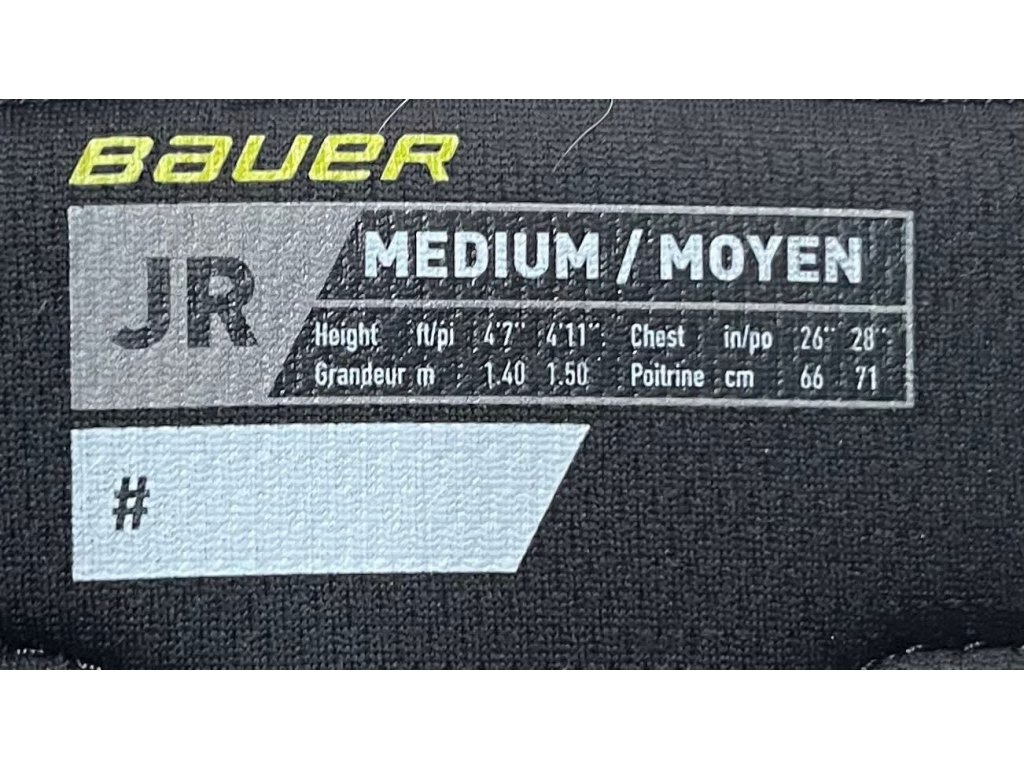 BAUER
JR
MEDIUM / MOYEN
Height ft/pi 4'7" 4'11" Chest in/po 26" 28"
Grandeur m 1.40 1.50 Poitrine cm 66 71
#